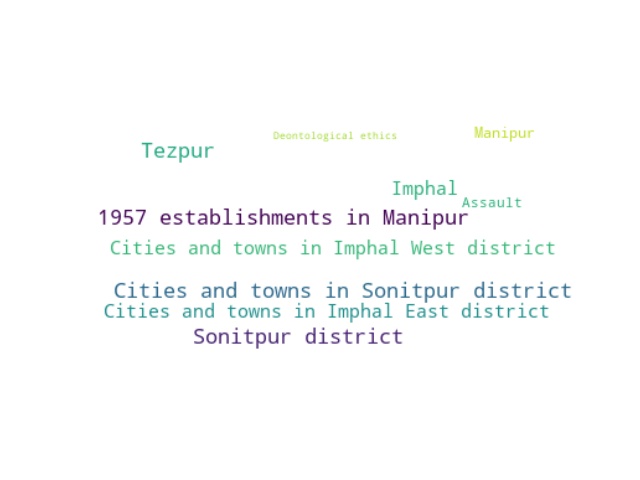 Deontological ethics
Manipur
Tezpur
Imphal
Assault
1957 establishments in Manipur
Cities and towns in Imphal West district
Cities and towns in Sonitpur district
Cities and towns in Imphal East district
Sonitpur district